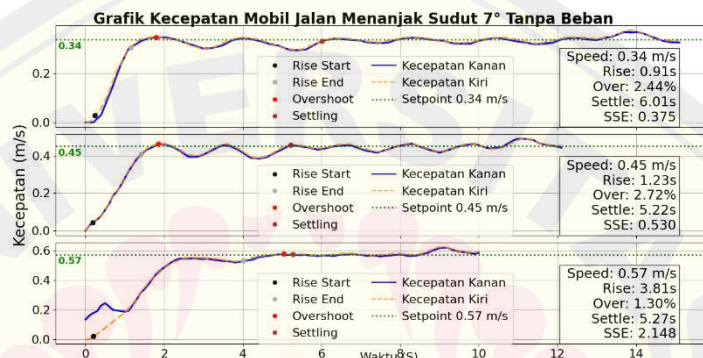 Grafik Kecepatan Mobil Jalan Menanjak Sudut 7° Tanpa Beban
0.34
0.2
0.0
Rise Start
Rise End
Overshoot
Settling
Kecepatan Kanan
Kecepatan Kiri
Setpoint 0.34 m/s
Speed: 0.34 m/s
Rise: 0.91s
Over: 2.44%
Settle: 6.01s
SSE: 0.375
Kecepatan (m/s)
0.45
0.4
0.2
0.0
Rise Start
Rise End
Overshoot
Settling
Kecepatan Kanan
Kecepatan Kiri
Setpoint 0.45 m/s
Speed: 0.45 m/s
Rise: 1.23s
Over: 2.72%
Settle: 5.22s
SSE: 0.530
0.6
0.57
0.4
0.2
0.0
Rise Start
Rise End
Overshoot
Settling
Kecepatan Kanan
Kecepatan Kiri
Setpoint 0.57 m/s
Speed: 0.57 m/s
Rise: 3.81s
Over: 1.30%
Settle: 5.27s
SSE: 2.148
0 2 4 6 8 10 12 14
Waktu(S)